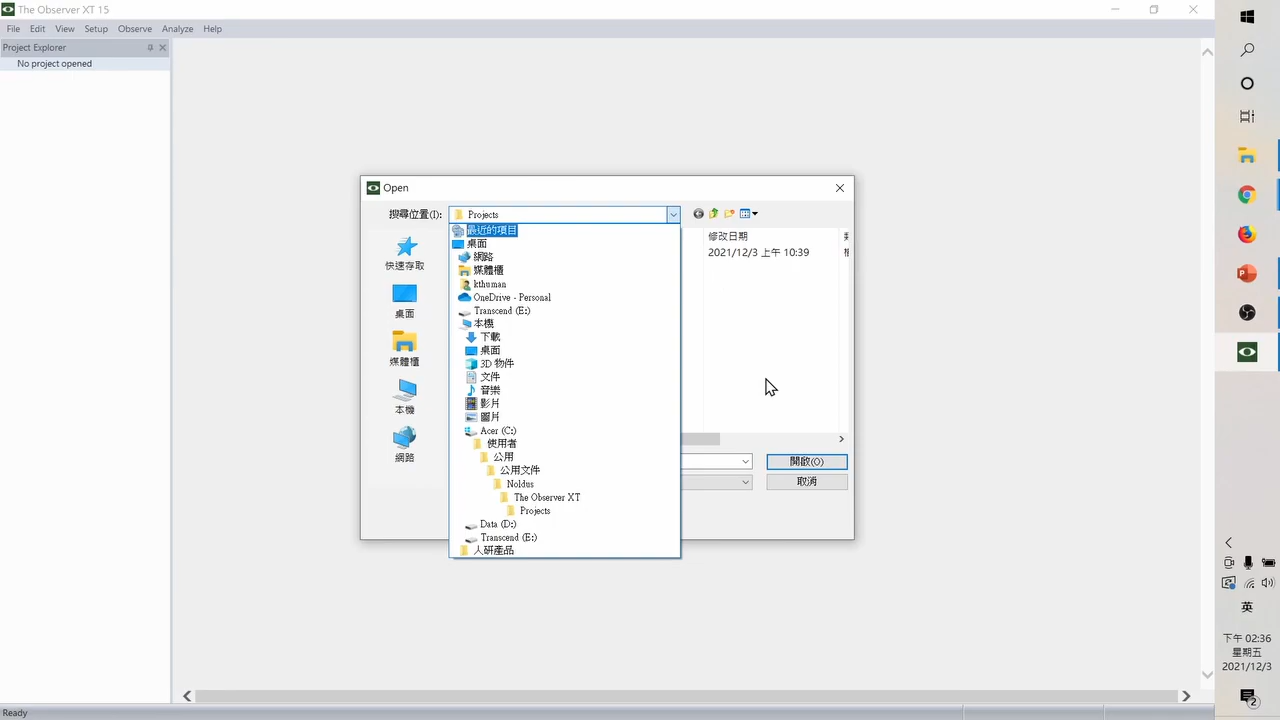 The Observer XT 15
File Edit View Setup Observe Analyze Help
Project Explorer
No project opened
Open
搜尋位置(I):
Projects
最近的項目
桌面
網路
媒體櫃
kthuman
OneDrive - Personal
Transcend (E:)
本機
下載
桌面
3D 物件
文件
音樂
影片
圖片
Acer (C:)
使用者
公用
公用文件
Noldus
The Observer XT
Projects
Data (D:)
Transcend (E:)
人研產品
快速存取
桌面
媒體櫃
本機
網路
修改日期
2021/12/3 上午 10:39
開啟(O)
取消
英
下午 02:36
星期五
2021/12/3
2
Ready